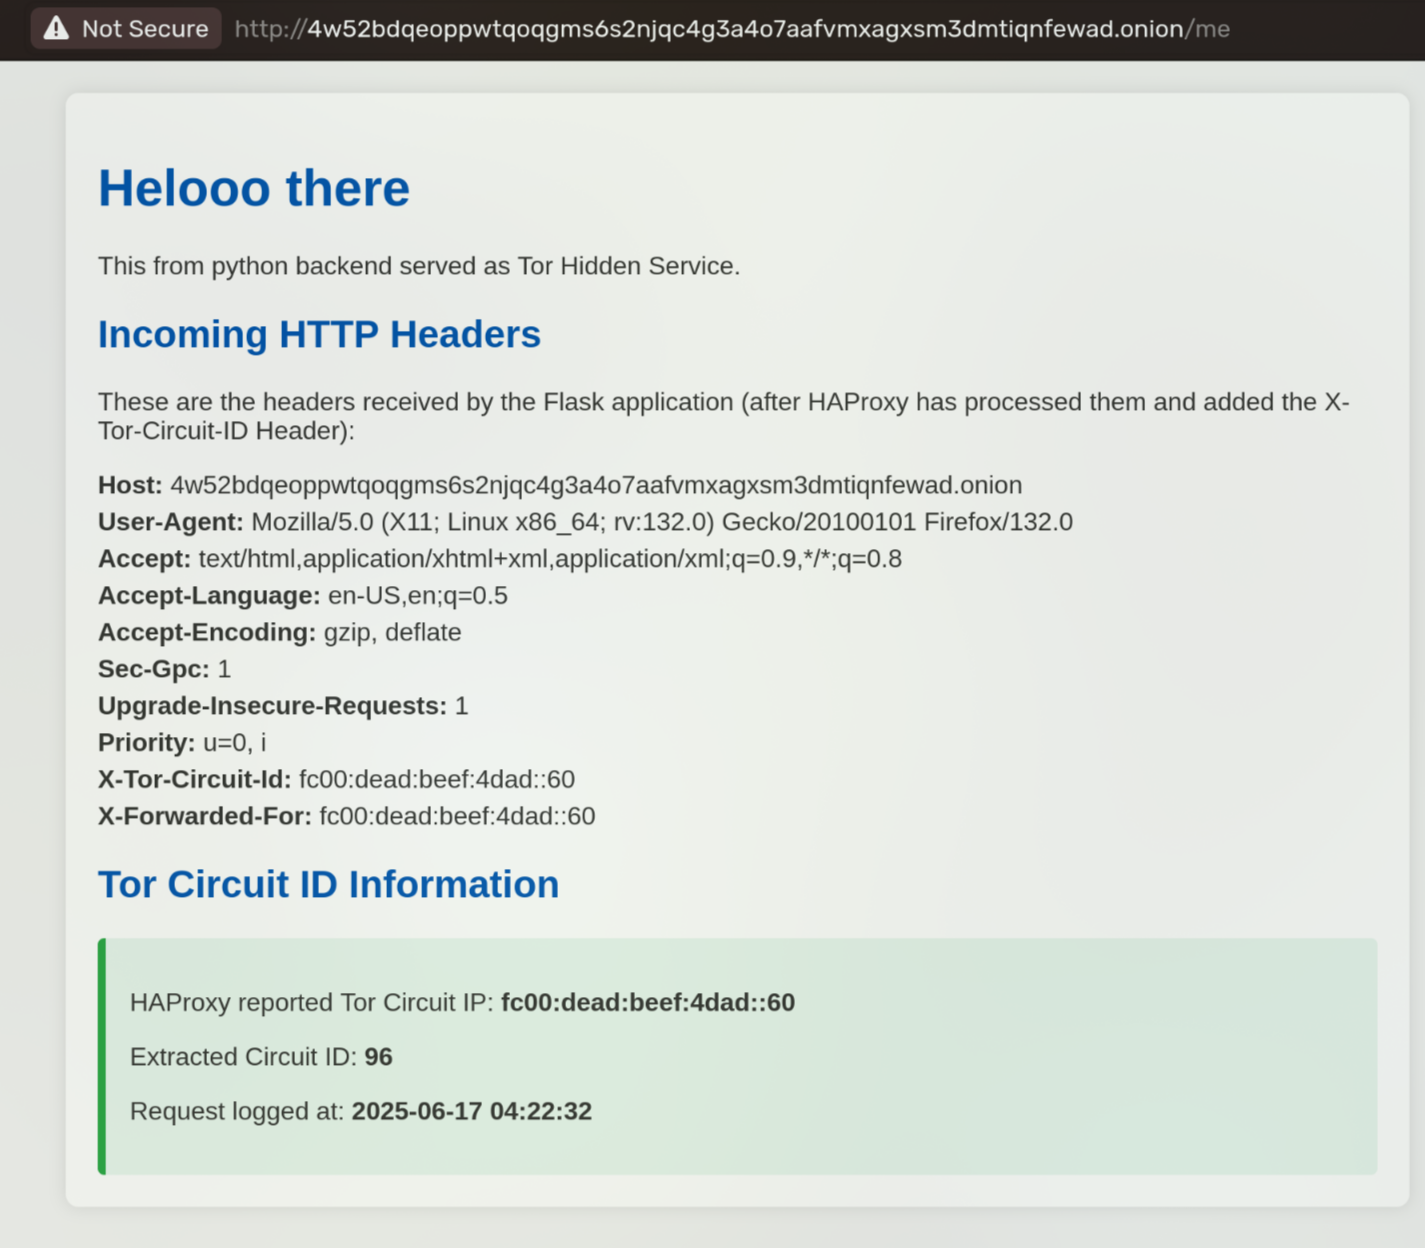 Not Secure http://4w52bdqeoppwtqoqgms6s2njqc4g3a4o7aafvmxagxsm3dmtiqnfewad.onion/me
Helooo there
This from python backend served as Tor Hidden Service.
Incoming HTTP Headers
These are the headers received by the Flask application (after HAProxy has processed them and added the X-
Tor-Circuit-ID Header):
Host: 4w52bdqeoppwtqoqgms6s2njqc4g3a4o7aafvmxagxsm3dmtiqnfewad.onion
User-Agent: Mozilla/5.0 (X11; Linux x86_64; rv:132.0) Gecko/20100101 Firefox/132.0
Accept: text/html,application/xhtml+xml,application/xml;q=0.9,*/*;q=0.8
Accept-Language: en-US,en;q=0.5
Accept-Encoding: gzip, deflate
Sec-Gpc: 1
Upgrade-Insecure-Requests: 1
Priority: u=0, i
X-Tor-Circuit-Id: fc00:dead:beef:4dad::60
X-Forwarded-For: fc00:dead:beef:4dad::60
Tor Circuit ID Information
HAProxy reported Tor Circuit IP: fc00:dead:beef:4dad::60
Extracted Circuit ID: 96
Request logged at: 2025-06-17 04:22:32